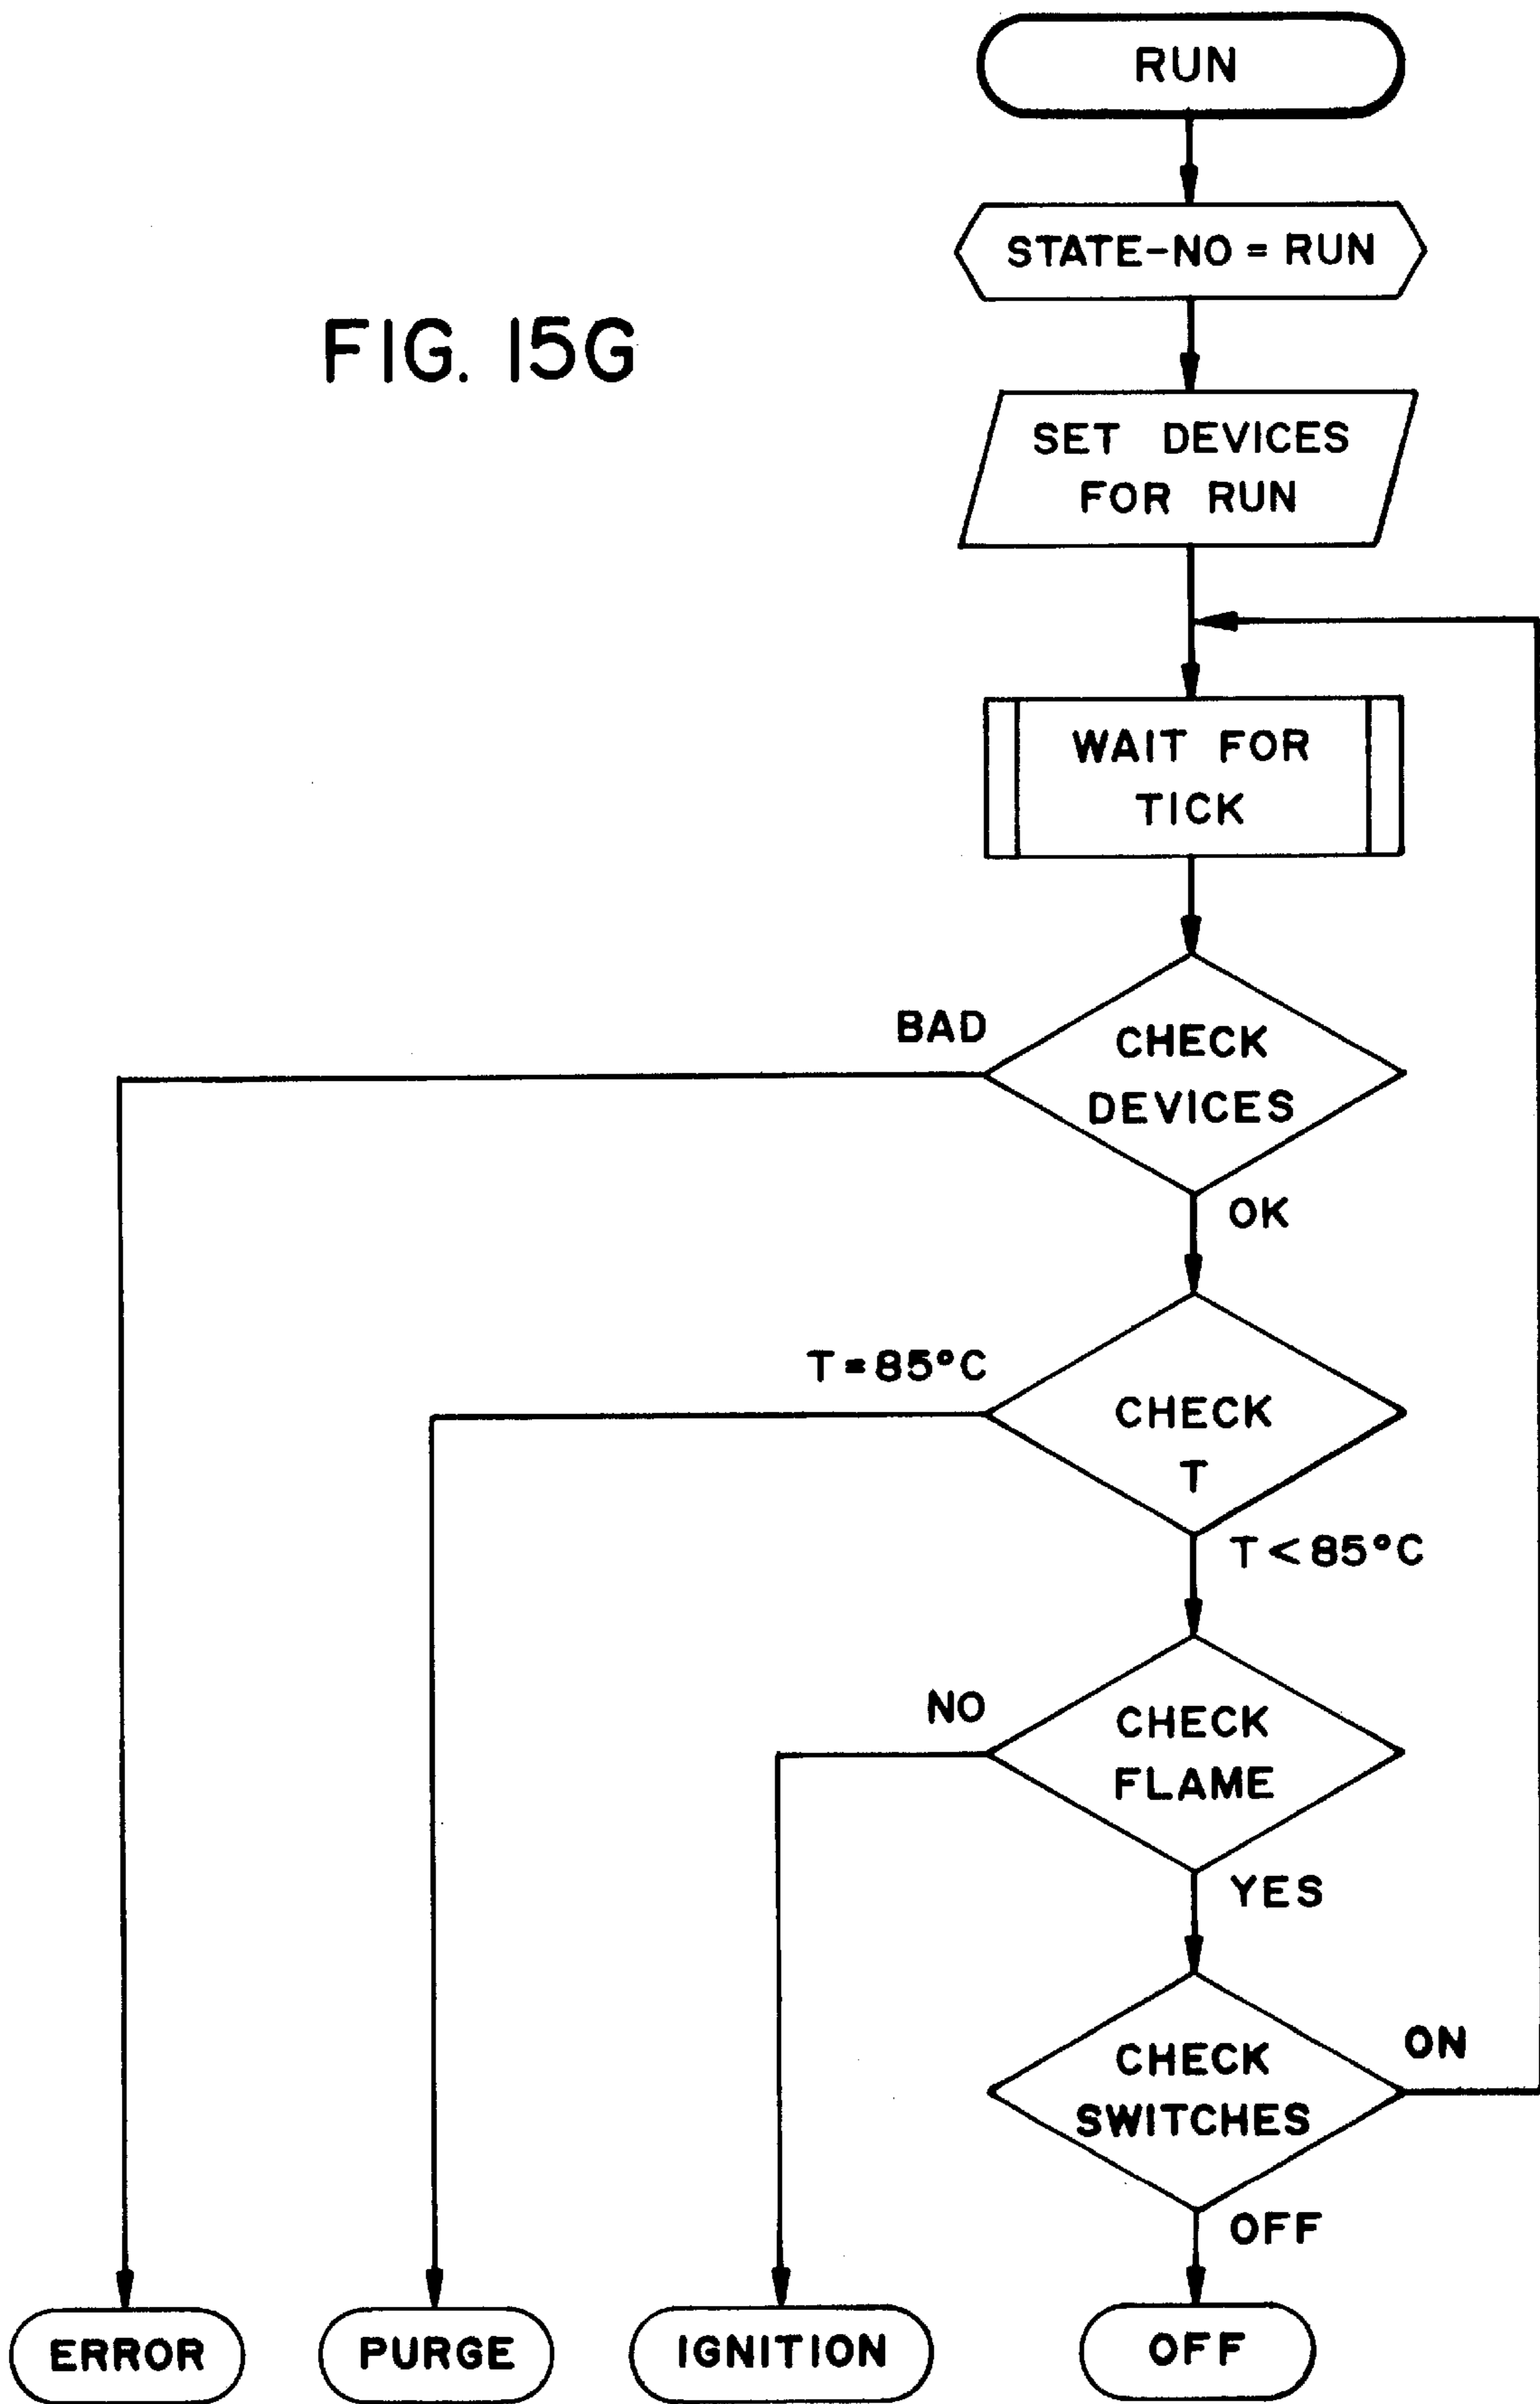 RUN
STATE-NO = RUN
FIG. 15G
SET DEVICES
FOR RUN
WAIT FOR
TICK
BAD
CHECK
DEVICES
OK
T=85°C
CHECK
T
T<85°C
NO
CHECK
FLAME
YES
CHECK
SWITCHES
ON
OFF
ERROR
PURGE
IGNITION
OFF